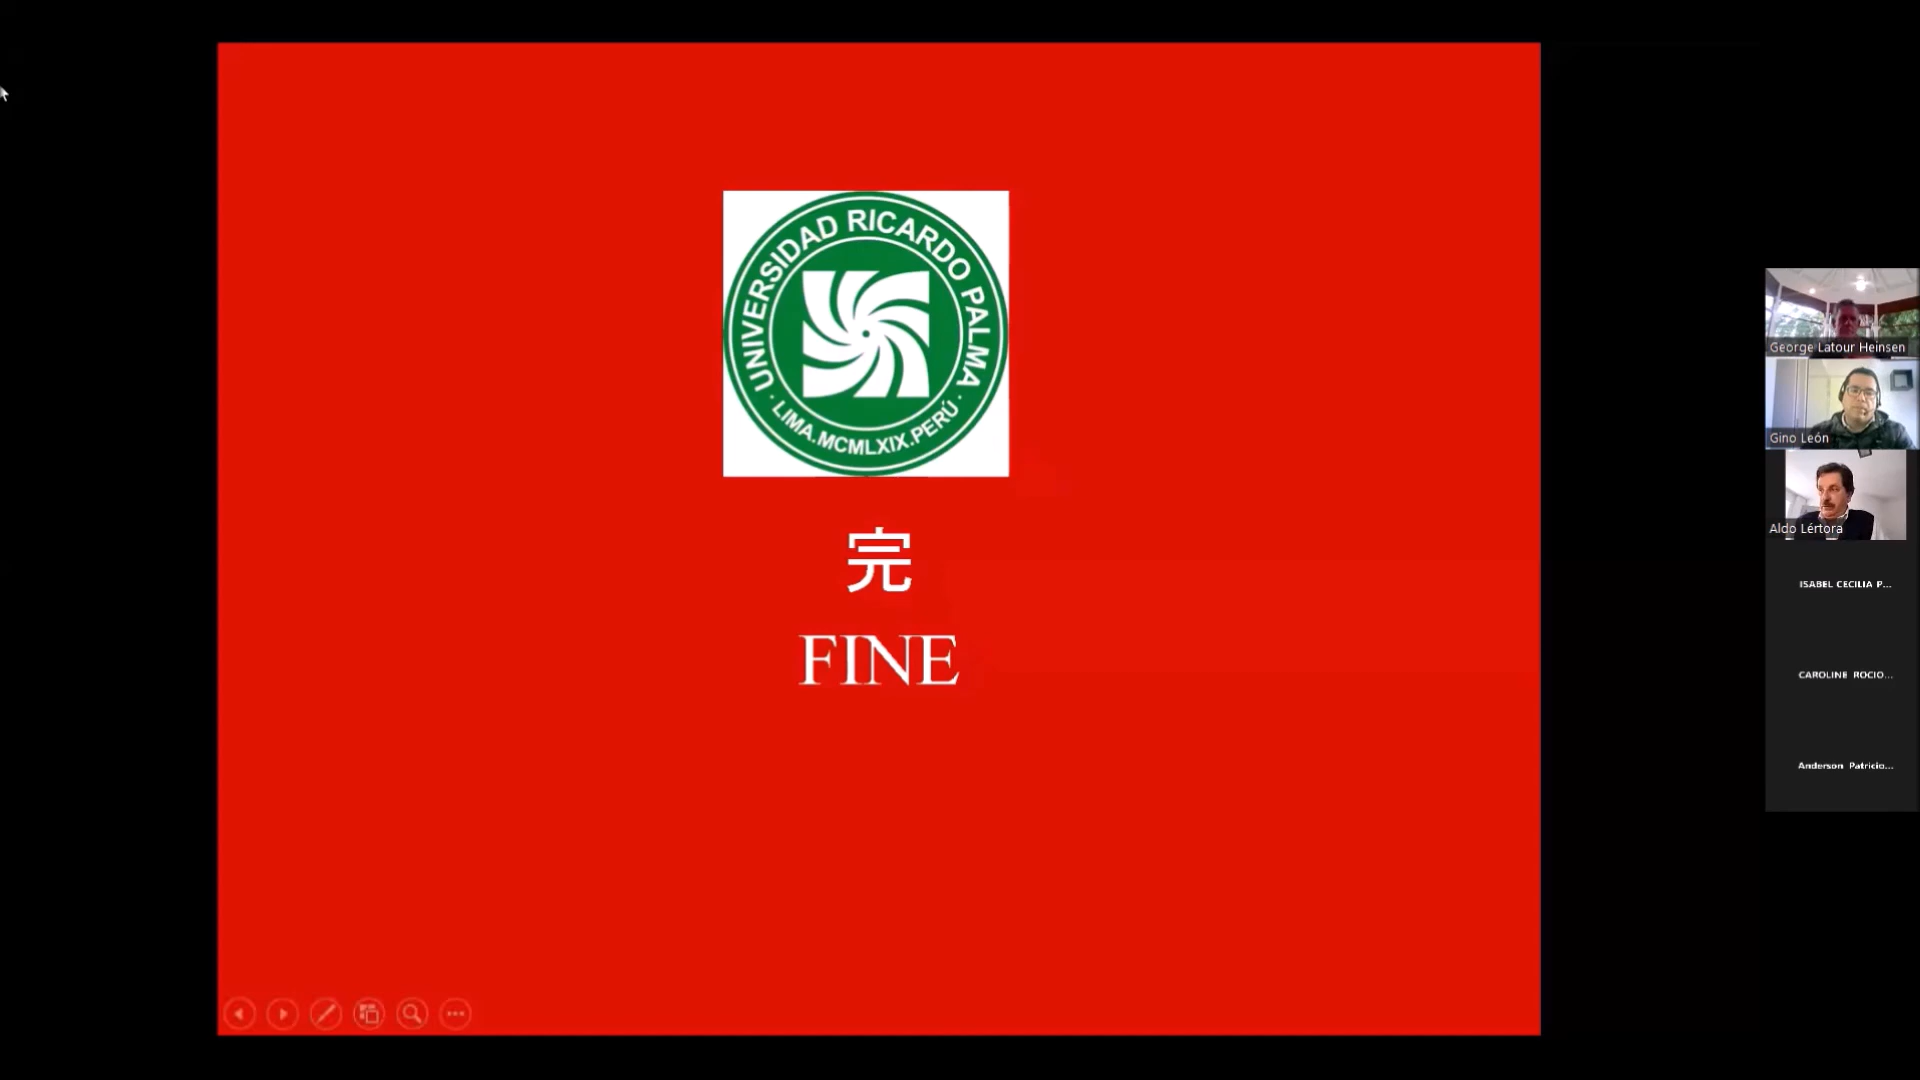 UNIVERSIDAD RICARDO PALMA
· LIMA.MCMLXIX.PERÚ ·
完
FINE
George Latour Heinsen
Gino León
Aldo Lértora
ISABEL CECILIA P...
CAROLINE ROCIO...
Anderson Patricio...